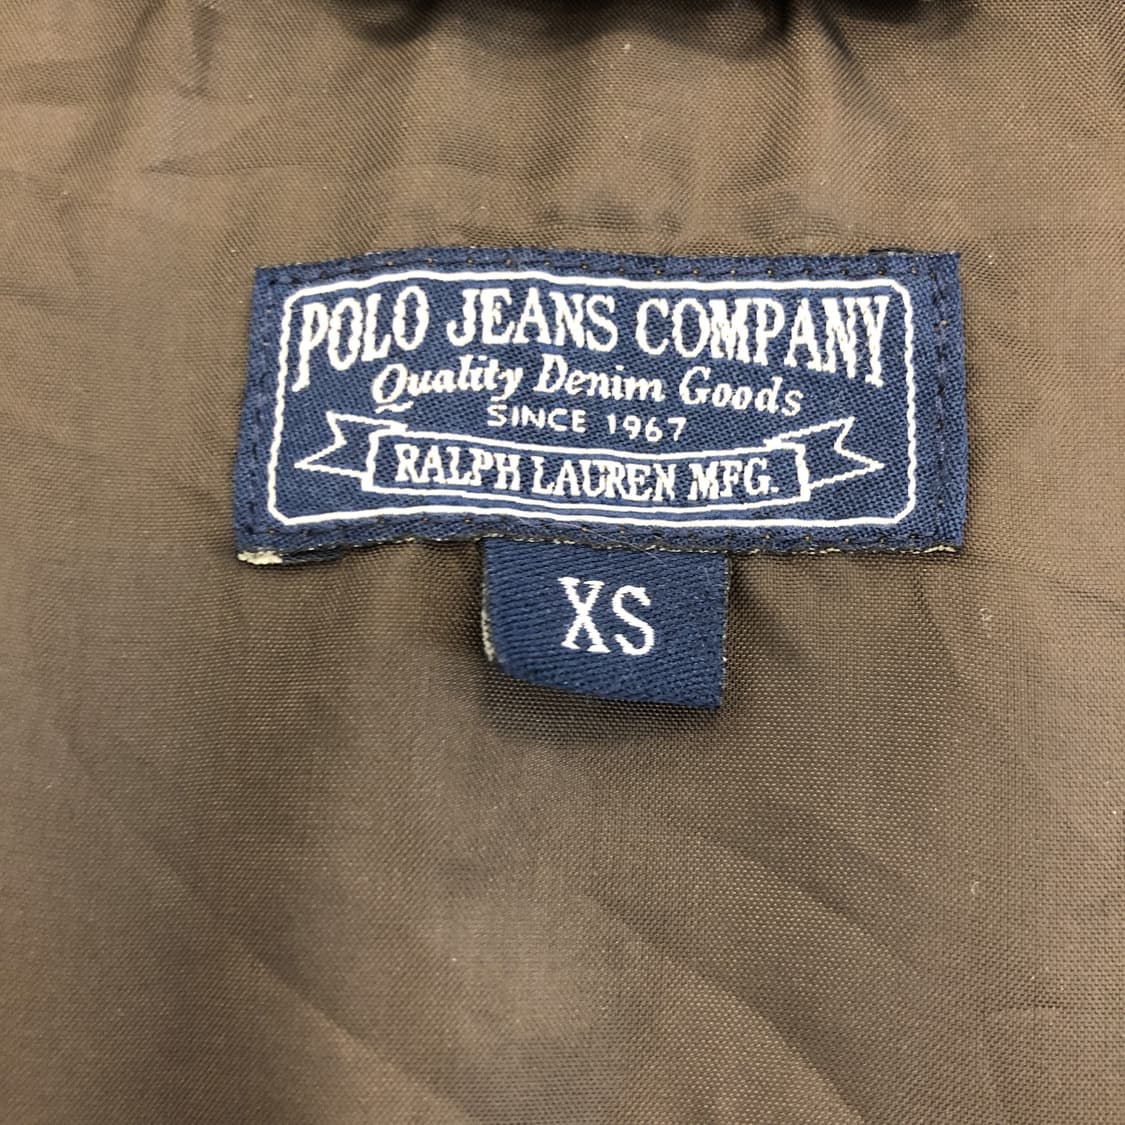 POLO JEANS COMPANY
Quality Denim Goods
SINCE 1967
RALPH LAUREN MFG.
XS